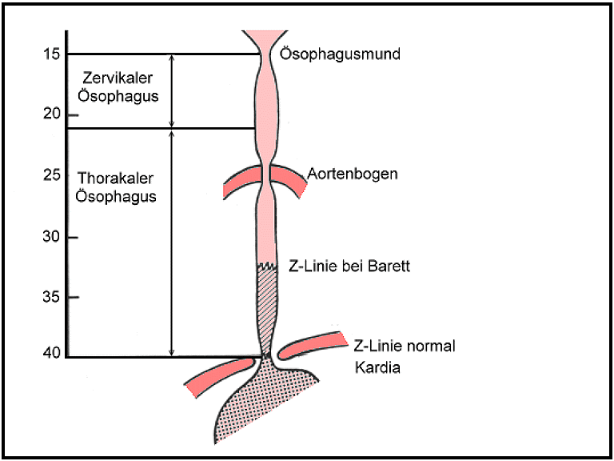 15
Ösophagusmund
Zervikaler
Ösophagus
20
25
Aortenbogen
Thorakaler
Ösophagus
30
Z-Linie bei Barett
35
40
Z-Linie normal
Kardia